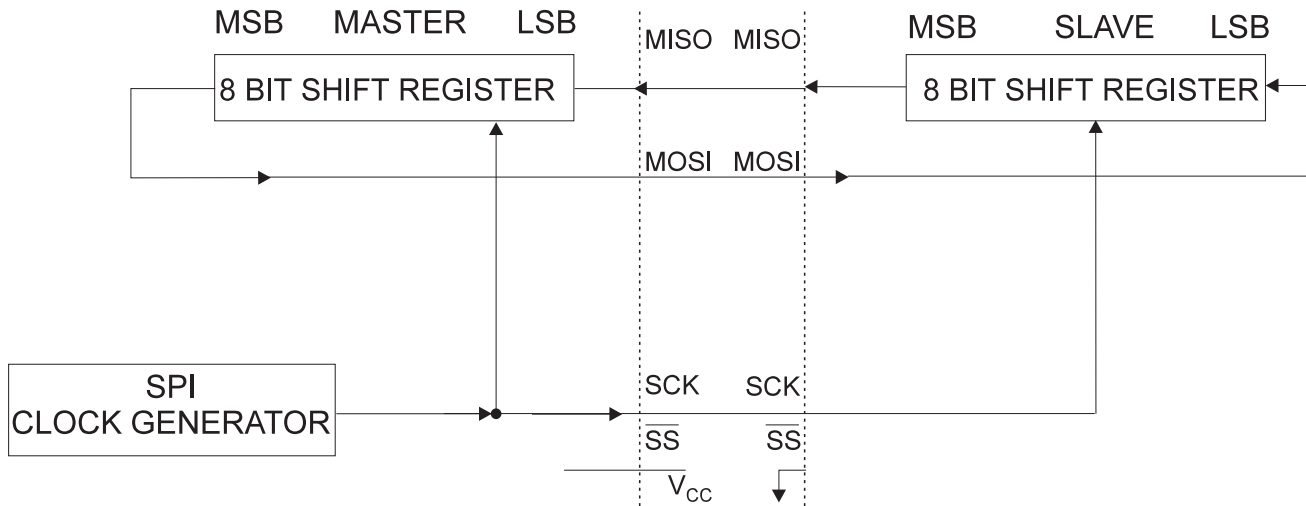 MSB MASTER LSB
MISO MISO
MSB SLAVE LSB
8 BIT SHIFT REGISTER
8 BIT SHIFT REGISTER
MOSI MOSI
SPI
CLOCK GENERATOR
SCK SCK
SS SS
VCC